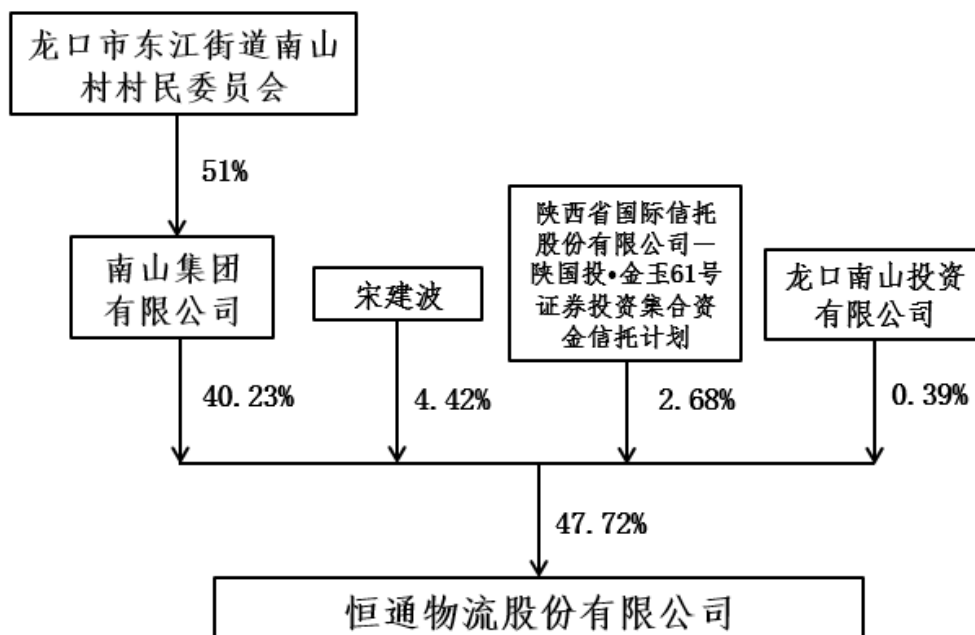 龙口市东江街道南山
村村民委员会
51%
南山集团
有限公司
宋建波
陕西省国际信托
股份有限公司—
陕国投•金玉61号
证券投资集合资
金信托计划
龙口南山投资
有限公司
40.23%
4.42%
2.68%
0.39%
47.72%
恒通物流股份有限公司